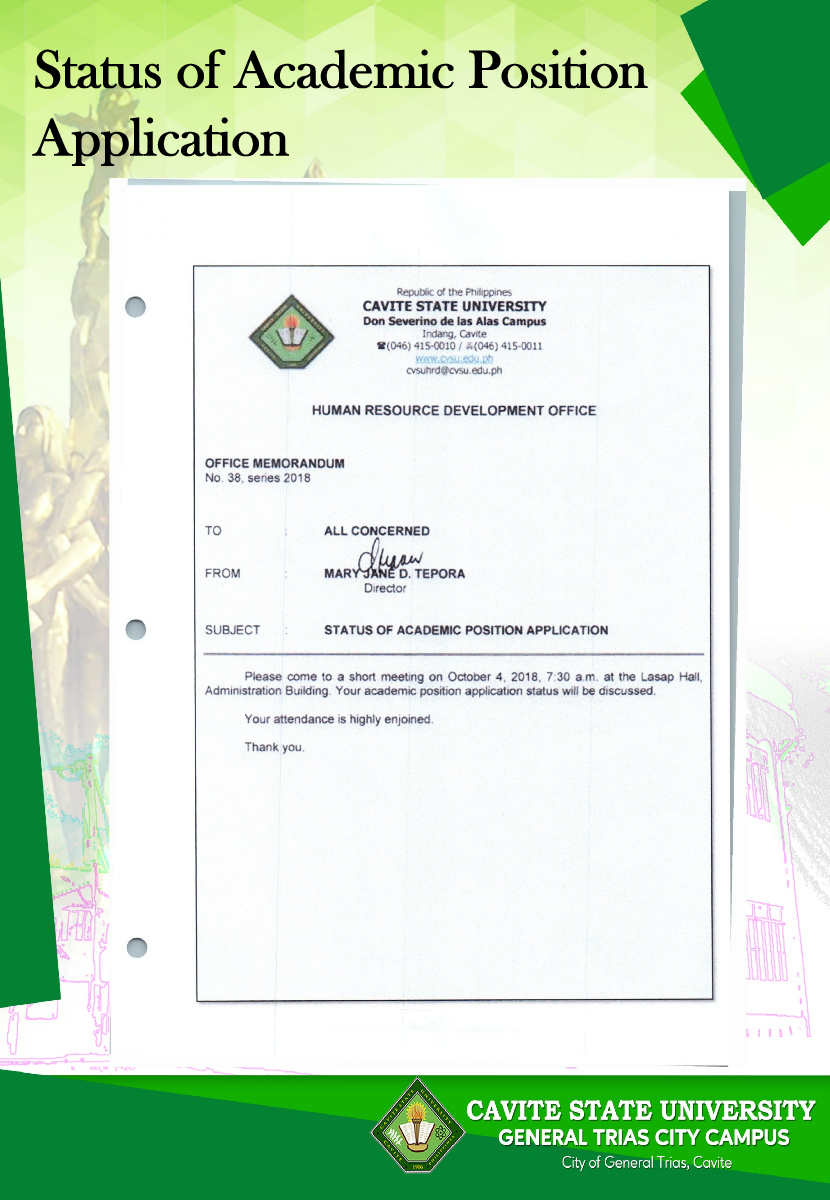 Status of Academic Position
Application
Republic of the Philippines
CAVITE STATE UNIVERSITY
Don Severino de las Alas Campus
Indang, Cavite
☎(046) 415-0010 / (046) 415-0011
www.cvsu.edu.ph
cvsuhrd@cvsu.edu.ph
HUMAN RESOURCE DEVELOPMENT OFFICE
OFFICE MEMORANDUM
No. 38, series 2018
TO : ALL CONCERNED
FROM : MARY JANE D. TEPORA
Director
SUBJECT : STATUS OF ACADEMIC POSITION APPLICATION
Please come to a short meeting on October 4, 2018, 7:30 a.m. at the Lasap Hall,
Administration Building. Your academic position application status will be discussed.
Your attendance is highly enjoined.
Thank you.
CAVITE STATE UNIVERSITY
GENERAL TRIAS CITY CAMPUS
City of General Trias, Cavite